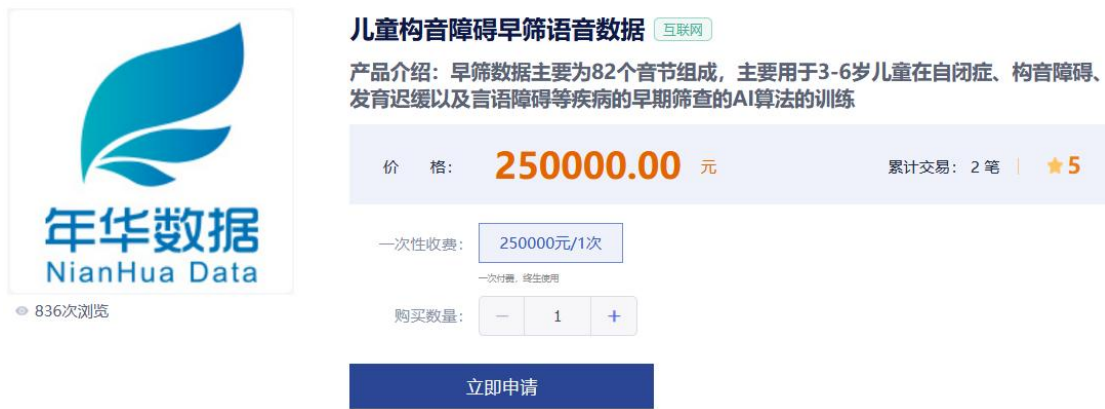 年华数据
NianHua Data
836次浏览
儿童构音障碍早筛语音数据 互联网
产品介绍：早筛数据主要为82个音节组成，主要用于3-6岁儿童在自闭症、构音障碍、
发育迟缓以及言语障碍等疾病的早期筛查的AI算法的训练
价 格： 250000.00 元 累计交易：2 笔 5
一次性收费： 250000元/1次
一次付费，终生使用
购买数量： － 1 +
立即申请